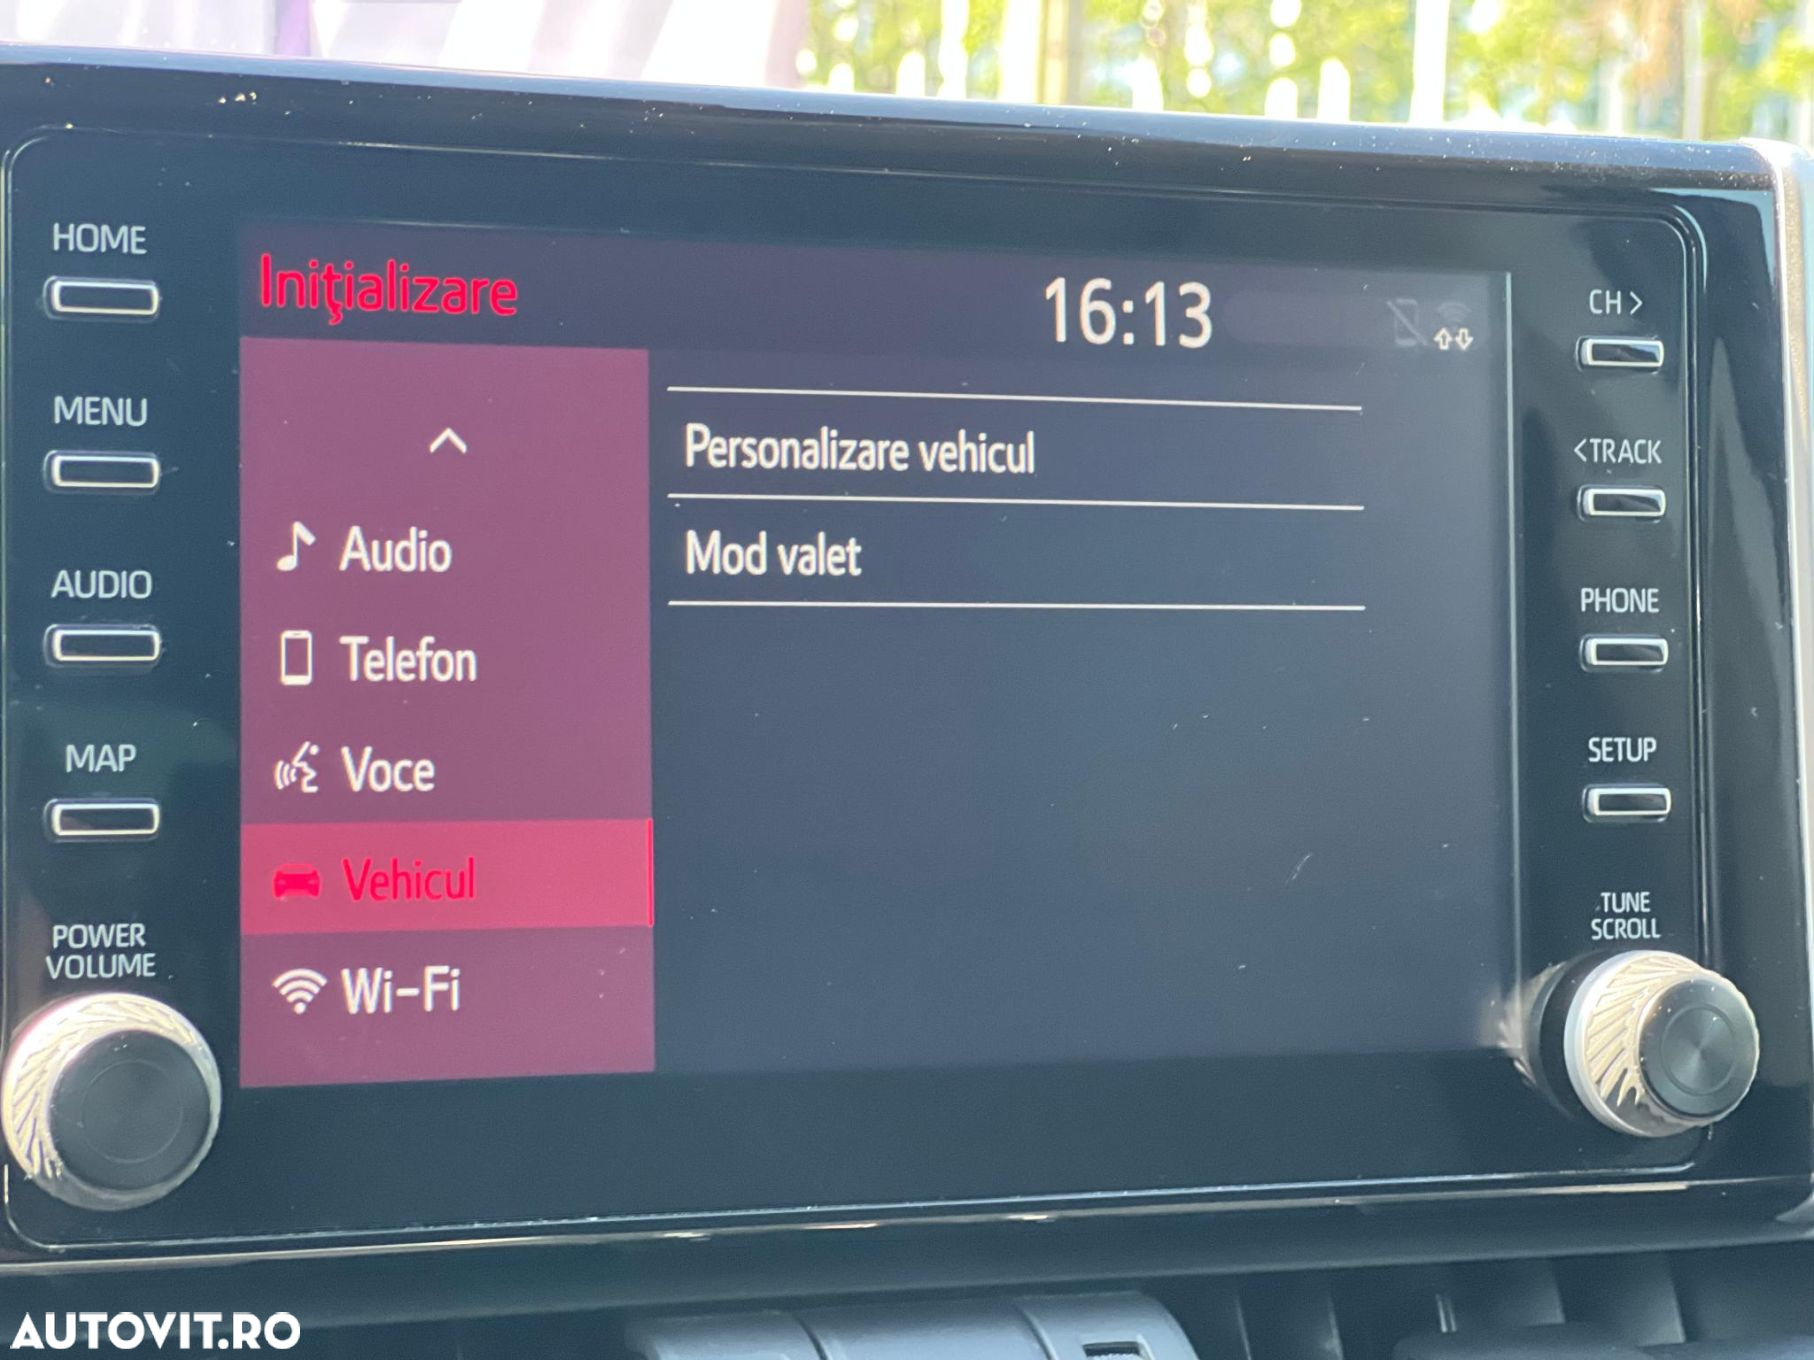 HOME
MENU
AUDIO
MAP
POWER
VOLUME
Iniţializare
16:13
Audio
Telefon
Voce
Vehicul
Wi-Fi
Personalizare vehicul
Mod valet
CH >
<TRACK
PHONE
SETUP
TUNE
SCROLL
AUTOVIT.RO